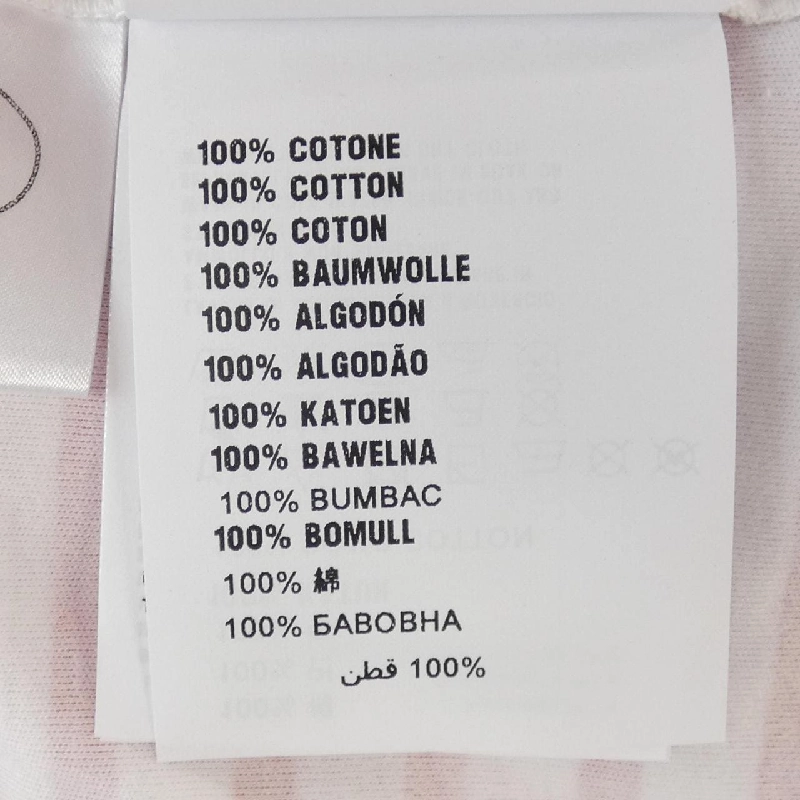 100% COTONE
100% COTTON
100% COTON
100% BAUMWOLLE
100% ALGODÓN
100% ALGODÃO
100% KATOEN
100% BAWELNA
100% BUMBAC
100% BOMULL
100% 綿
100% БАВОВНА
100% قطن